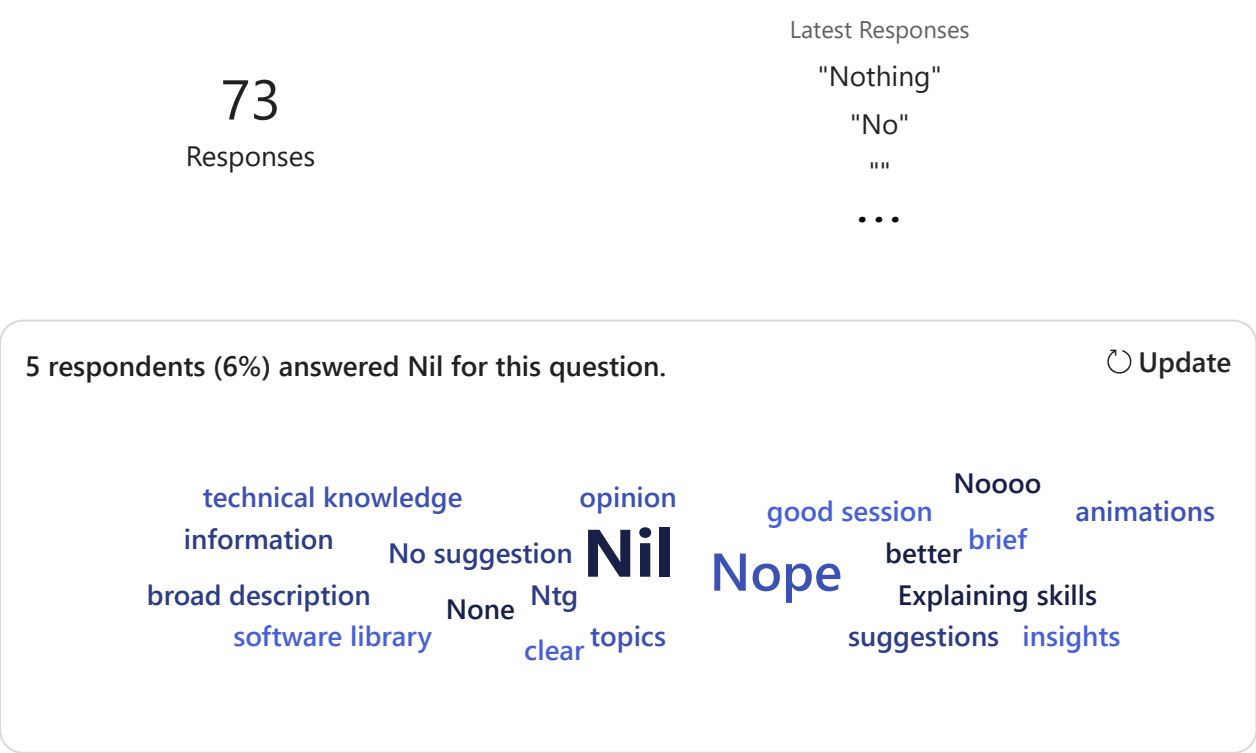 73
Responses
Latest Responses
"Nothing"
"No"
""
...
5 respondents (6%) answered Nil for this question.
Update
Noooo
technical knowledge
opinion
good session
animations
information
No suggestion
Nil
Nope
better
brief
broad description
None
Ntg
Explaining skills
software library
clear
topics
suggestions
insights